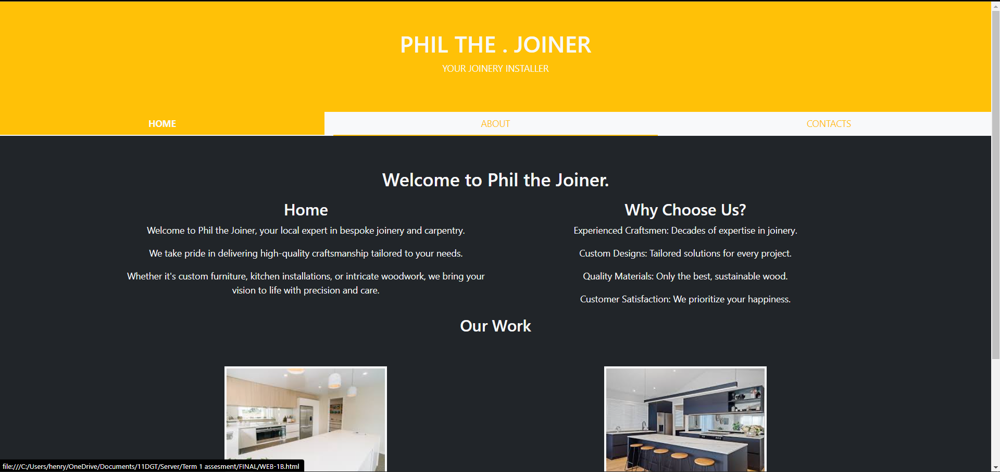 PHIL THE . JOINER
YOUR JOINERY INSTALLER
HOME
ABOUT
CONTACTS
Welcome to Phil the Joiner.
Home
Welcome to Phil the Joiner, your local expert in bespoke joinery and carpentry.
We take pride in delivering high-quality craftsmanship tailored to your needs.
Whether it's custom furniture, kitchen installations, or intricate woodwork, we bring your
vision to life with precision and care.
Why Choose Us?
Experienced Craftsmen: Decades of expertise in joinery.
Custom Designs: Tailored solutions for every project.
Quality Materials: Only the best, sustainable wood.
Customer Satisfaction: We prioritize your happiness.
Our Work
file:///C:/Users/henry/OneDrive/Documents/11DGT/Server/Term 1 assesment/FINAL/WEB-1B.html